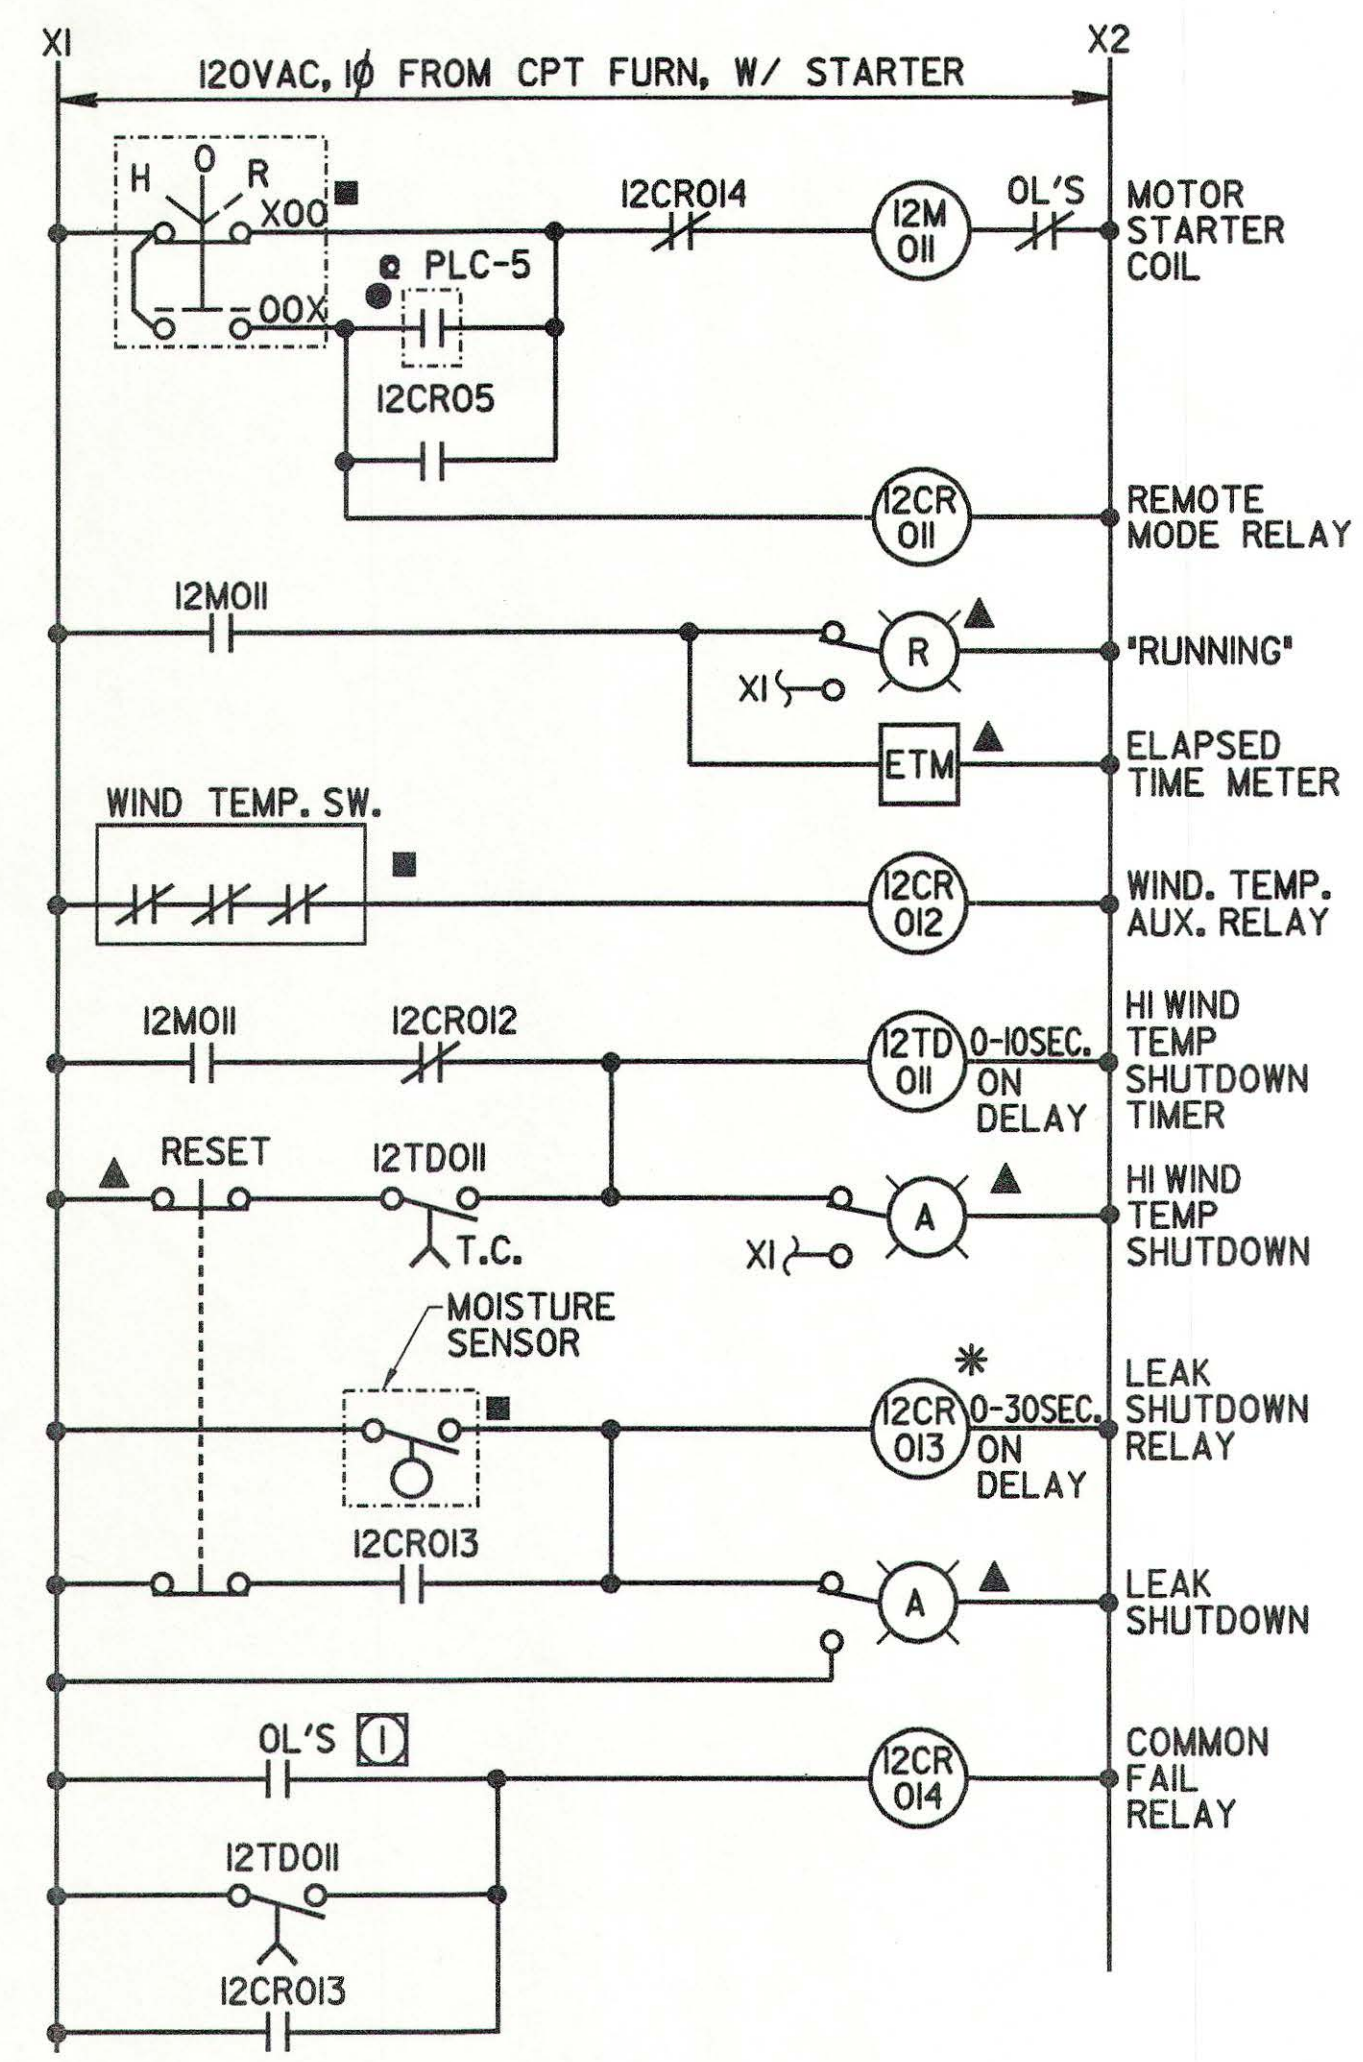 X1
X2
120VAC, 1Ø FROM CPT FURN, W/ STARTER
H
O
R
X00
12CR014
12M
011
OL'S
MOTOR
STARTER
COIL
PLC-5
00X
12CR05
12CR
011
REMOTE
MODE RELAY
12M011
R
"RUNNING"
X1
ETM
ELAPSED
TIME METER
WIND TEMP. SW.
12CR
012
WIND. TEMP.
AUX. RELAY
12M011
12CR012
12TD
011
0-10SEC.
ON
DELAY
HI WIND
TEMP
SHUTDOWN
TIMER
RESET
12TD011
T.C.
A
X1
HI WIND
TEMP
SHUTDOWN
MOISTURE
SENSOR
12CR
013
*
0-30SEC.
ON
DELAY
LEAK
SHUTDOWN
RELAY
12CR013
A
LEAK
SHUTDOWN
OL'S
1
12CR
014
COMMON
FAIL
RELAY
12TD011
12CR013